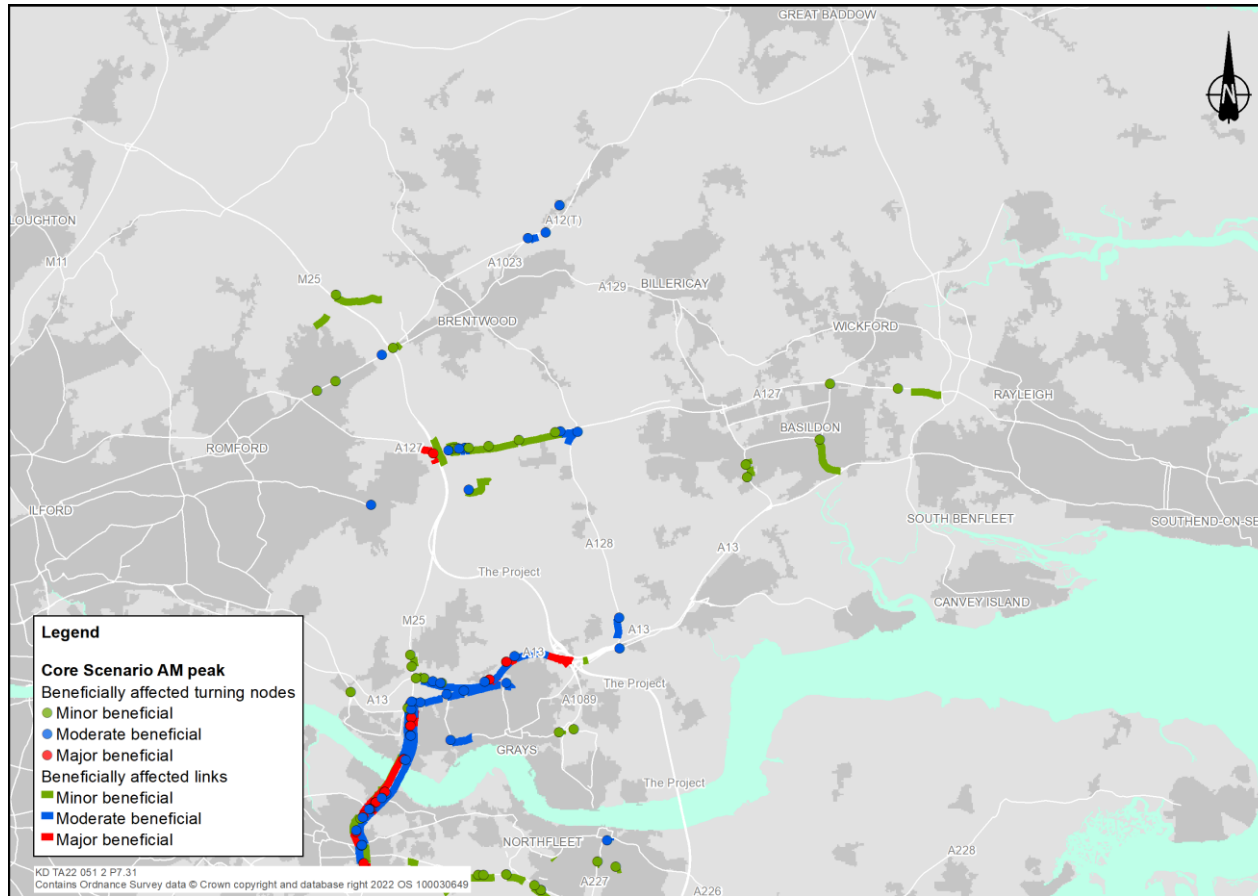 GREAT BADDOW
N
LOUGHTON
A12(T)
M11
A1023
M25
A129
BILLERICAY
BRENTWOOD
WICKFORD
A127
RAYLEIGH
BASILDON
ROMFORD
A127
ILFORD
SOUTH BENFLEET
SOUTHEND-ON-SE
A128
A13
The Project
CANVEY ISLAND
M25
A13
A13
The Project
A13
A1089
GRAYS
The Project
NORTHFLEET
A228
A227
A226
Legend
Core Scenario AM peak
Beneficially affected turning nodes
Minor beneficial
Moderate beneficial
Major beneficial
Beneficially affected links
Minor beneficial
Moderate beneficial
Major beneficial
KD TA22 051 2 P7.31
Contains Ordnance Survey data © Crown copyright and database right 2022 OS 100030649